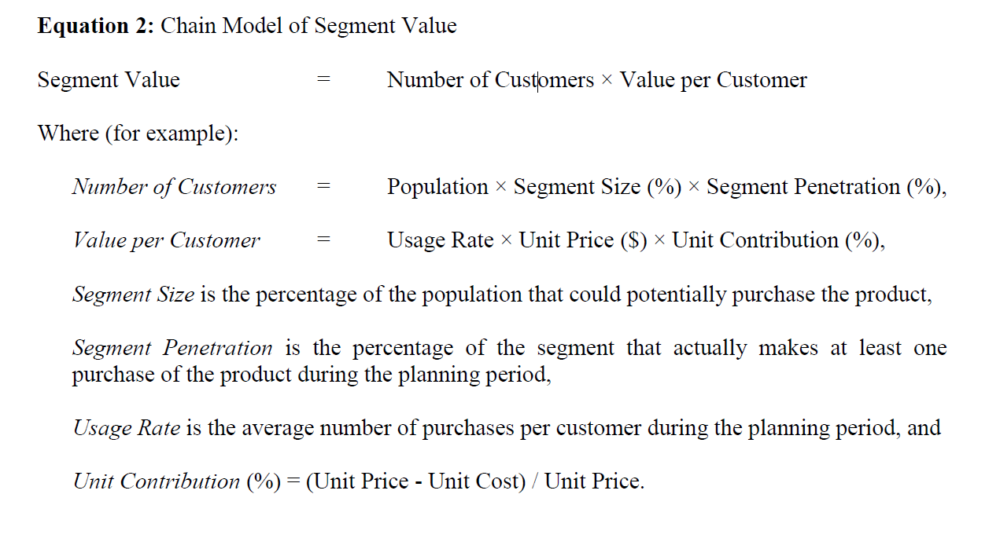 Equation 2: Chain Model of Segment Value
Segment Value = Number of Customers × Value per Customer
Where (for example):
Number of Customers = Population × Segment Size (%) × Segment Penetration (%),
Value per Customer = Usage Rate × Unit Price ($) × Unit Contribution (%),
Segment Size is the percentage of the population that could potentially purchase the product,
Segment Penetration is the percentage of the segment that actually makes at least one
purchase of the product during the planning period,
Usage Rate is the average number of purchases per customer during the planning period, and
Unit Contribution (%) = (Unit Price - Unit Cost) / Unit Price.